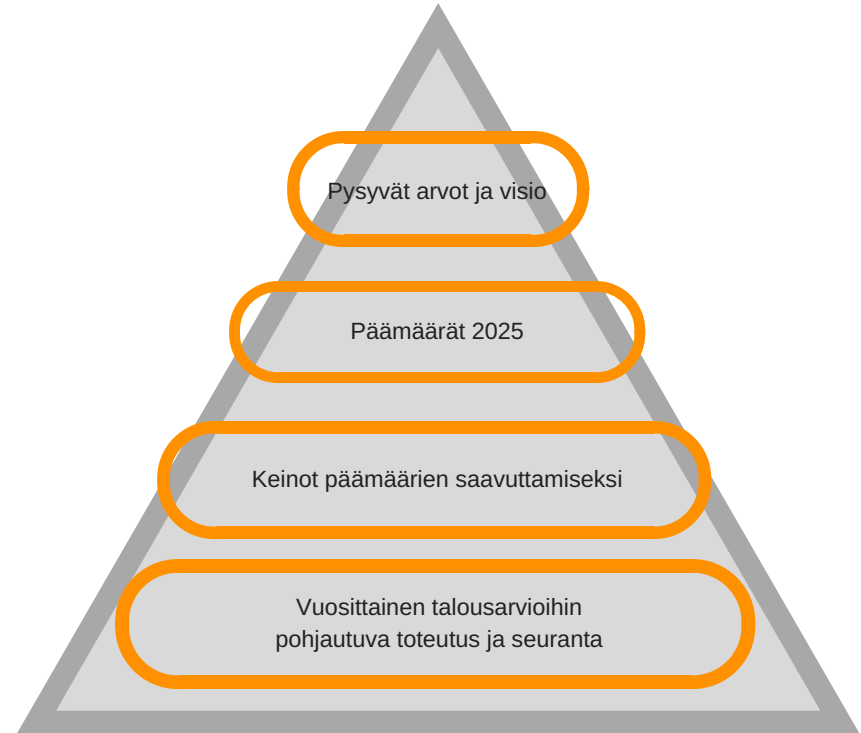 Pysyvät arvot ja visio
Päämäärät 2025
Keinot päämäärien saavuttamiseksi
Vuosittainen talousarvioihin
pohjautuva toteutus ja seuranta